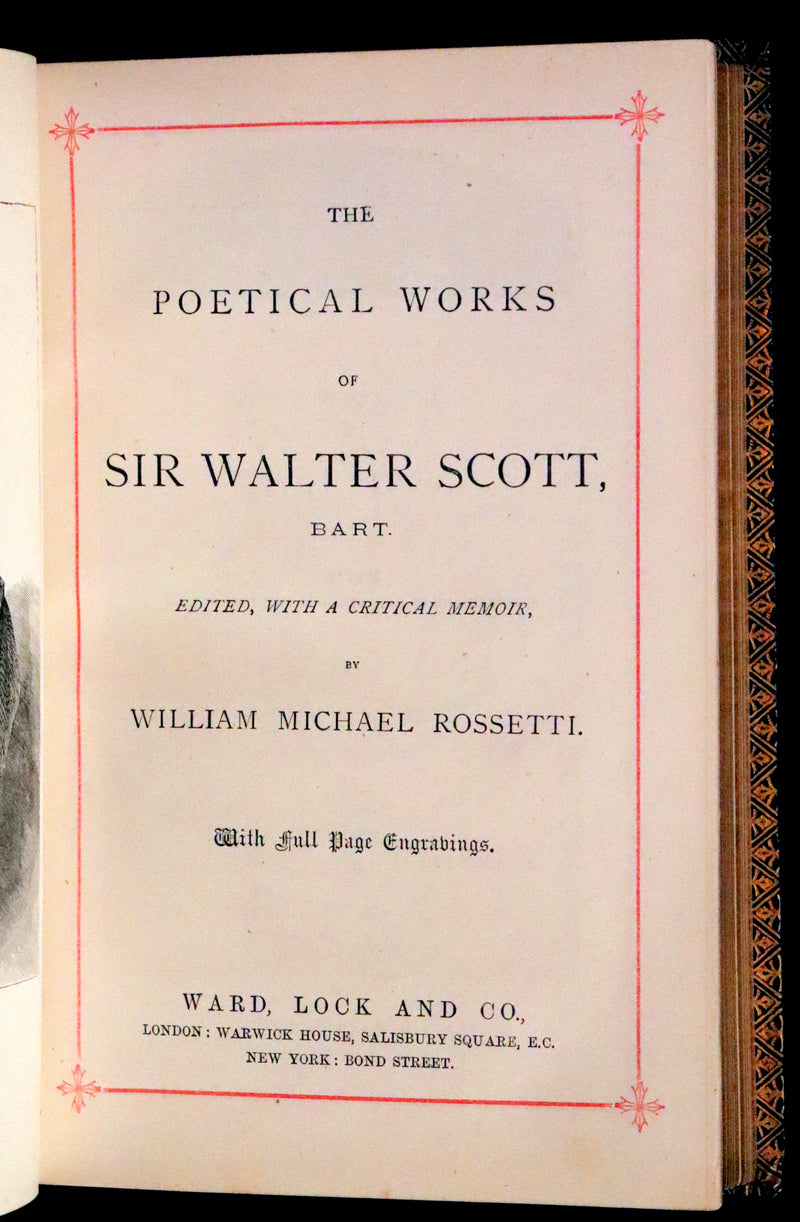 THE
POETICAL WORKS
OF
SIR WALTER SCOTT,
BART.
EDITED, WITH A CRITICAL MEMOIR,
BY
WILLIAM MICHAEL ROSSETTI.
With Full Page Engravings.
WARD, LOCK AND CO.,
LONDON: WARWICK HOUSE, SALISBURY SQUARE, E.C.
NEW YORK: BOND STREET.